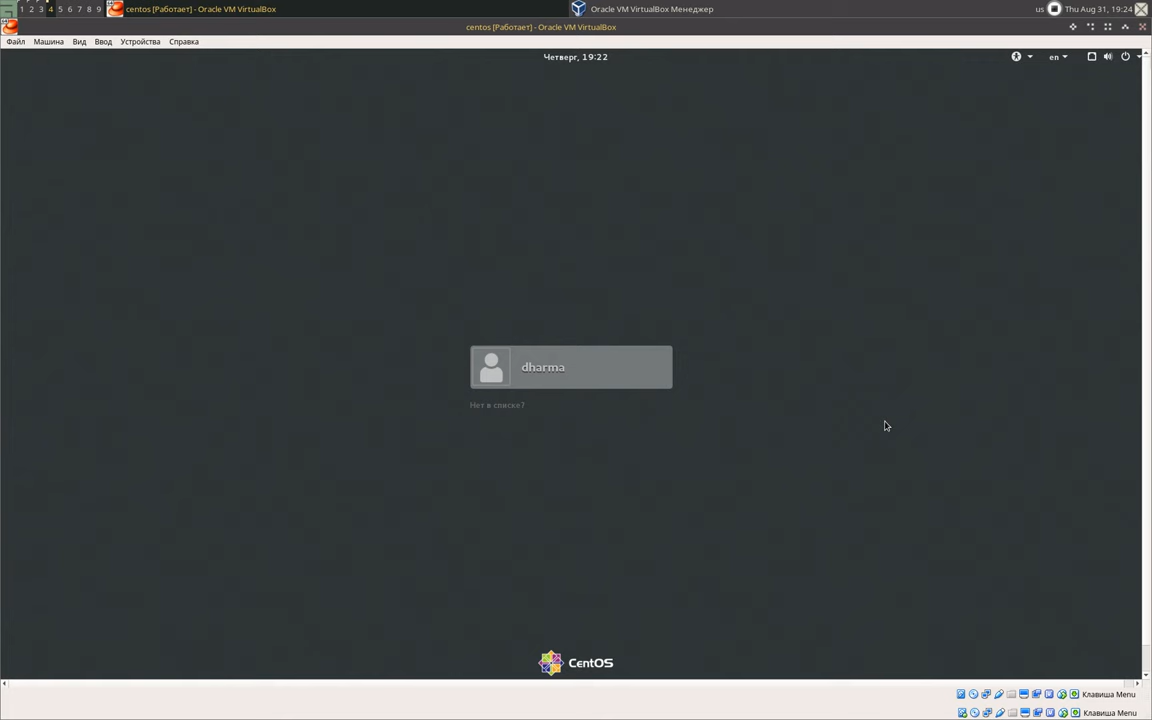 1 2 3 4 5 6 7 8 9 centos [Работает] - Oracle VM VirtualBox Oracle VM VirtualBox Менеджер us Thu Aug 31, 19:24
centos [Работает] - Oracle VM VirtualBox
Файл Машина Вид Ввод Устройства Справка
Четверг, 19:22 en
dharma
Нет в списке?
CentOS
Клавиша Menu
Клавиша Menu